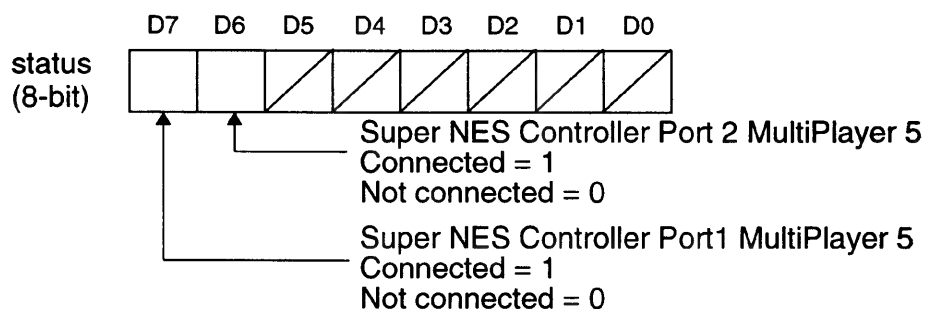 D7 D6 D5 D4 D3 D2 D1 D0
status
(8-bit)
Super NES Controller Port 2 MultiPlayer 5
Connected = 1
Not connected = 0
Super NES Controller Port1 MultiPlayer 5
Connected = 1
Not connected = 0